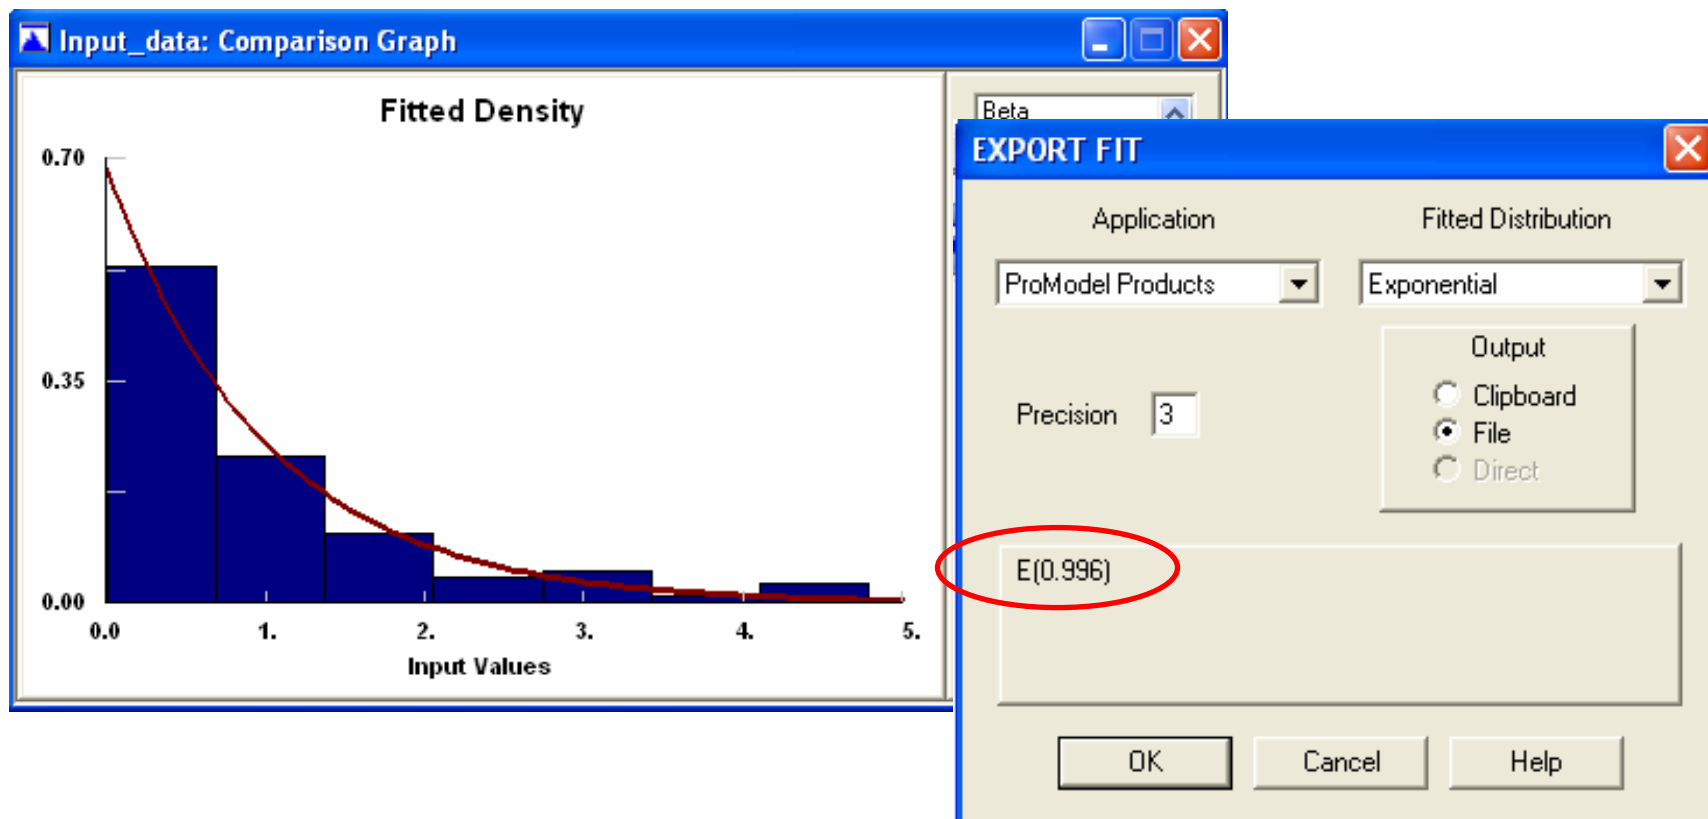 Input_data: Comparison Graph
Fitted Density
0.70
0.35
0.00
0.0 1. 2. 3. 4. 5.
Input Values
Beta
EXPORT FIT
Application Fitted Distribution
ProModel Products Exponential
Output
Clipboard
Precision 3
File
Direct
E(0.996)
OK Cancel Help